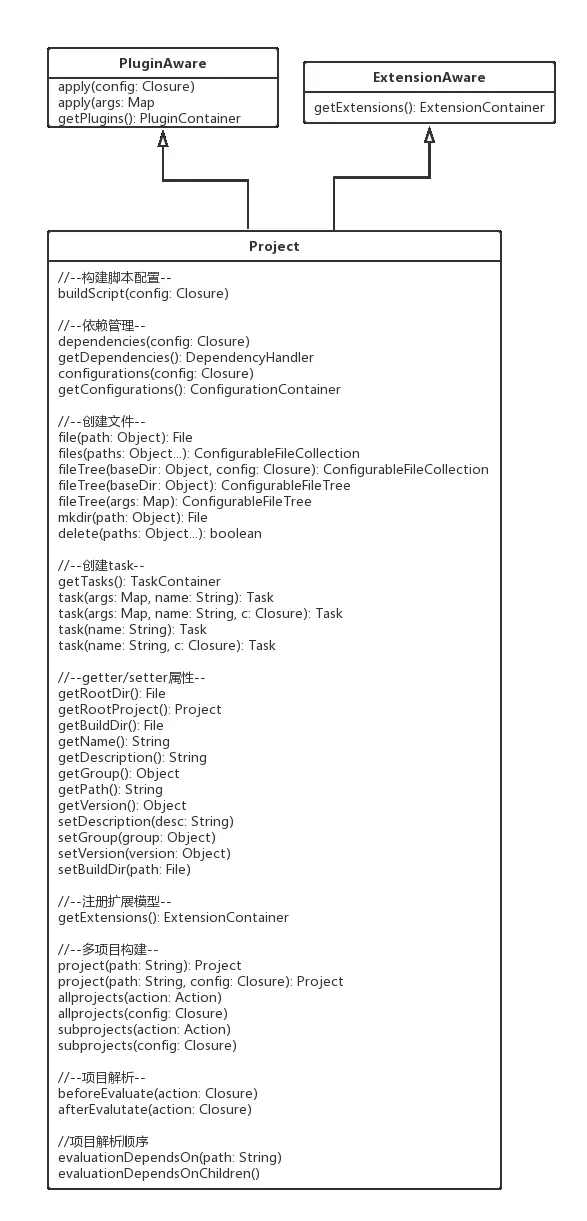 PluginAware
apply(config: Closure)
apply(args: Map
getPlugins(): PluginContainer
ExtensionAware
getExtensions(): ExtensionContainer
Project
//--构建脚本配置--
buildScript(config: Closure)
//--依赖管理--
dependencies(config: Closure)
getDependencies(): DependencyHandler
configurations(config: Closure)
getConfigurations(): ConfigurationContainer
//--创建文件--
file(path: Object): File
files(paths: Object...): ConfigurableFileCollection
fileTree(baseDir: Object, config: Closure): ConfigurableFileCollection
fileTree(baseDir: Object): ConfigurableFileTree
fileTree(args: Map): ConfigurableFileTree
mkdir(path: Object): File
delete(paths: Object...): boolean
//--创建task--
getTasks(): TaskContainer
task(args: Map, name: String): Task
task(args: Map, name: String, c: Closure): Task
task(name: String): Task
task(name: String, c: Closure): Task
//--getter/setter属性--
getRootDir(): File
getRootProject(): Project
getBuildDir(): File
getName(): String
getDescription(): String
getGroup(): Object
getPath(): String
getVersion(): Object
setDescription(desc: String)
setGroup(group: Object)
setVersion(version: Object)
setBuildDir(path: File)
//--注册扩展模型--
getExtensions(): ExtensionContainer
//--多项目构建--
project(path: String): Project
project(path: String, config: Closure): Project
allprojects(action: Action)
allprojects(config: Closure)
subprojects(action: Action)
subprojects(config: Closure)
//--项目解析--
beforeEvaluate(action: Closure)
afterEvalutate(action: Closure)
//项目解析顺序
evaluationDependsOn(path: String)
evaluationDependsOnChildren()